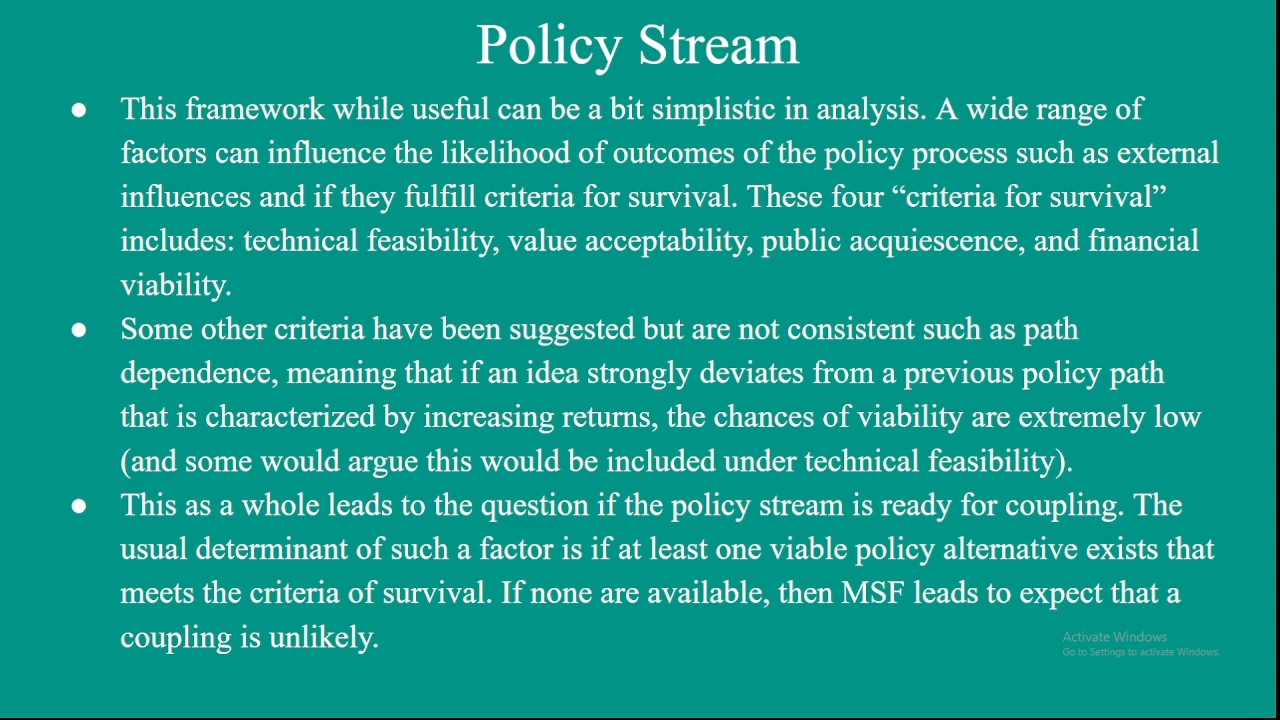 Policy Stream
● This framework while useful can be a bit simplistic in analysis. A wide range of
factors can influence the likelihood of outcomes of the policy process such as external
influences and if they fulfill criteria for survival. These four “criteria for survival”
includes: technical feasibility, value acceptability, public acquiescence, and financial
viability.
● Some other criteria have been suggested but are not consistent such as path
dependence, meaning that if an idea strongly deviates from a previous policy path
that is characterized by increasing returns, the chances of viability are extremely low
(and some would argue this would be included under technical feasibility).
● This as a whole leads to the question if the policy stream is ready for coupling. The
usual determinant of such a factor is if at least one viable policy alternative exists that
meets the criteria of survival. If none are available, then MSF leads to expect that a
coupling is unlikely.
Activate Windows
Go to Settings to activate Windows.